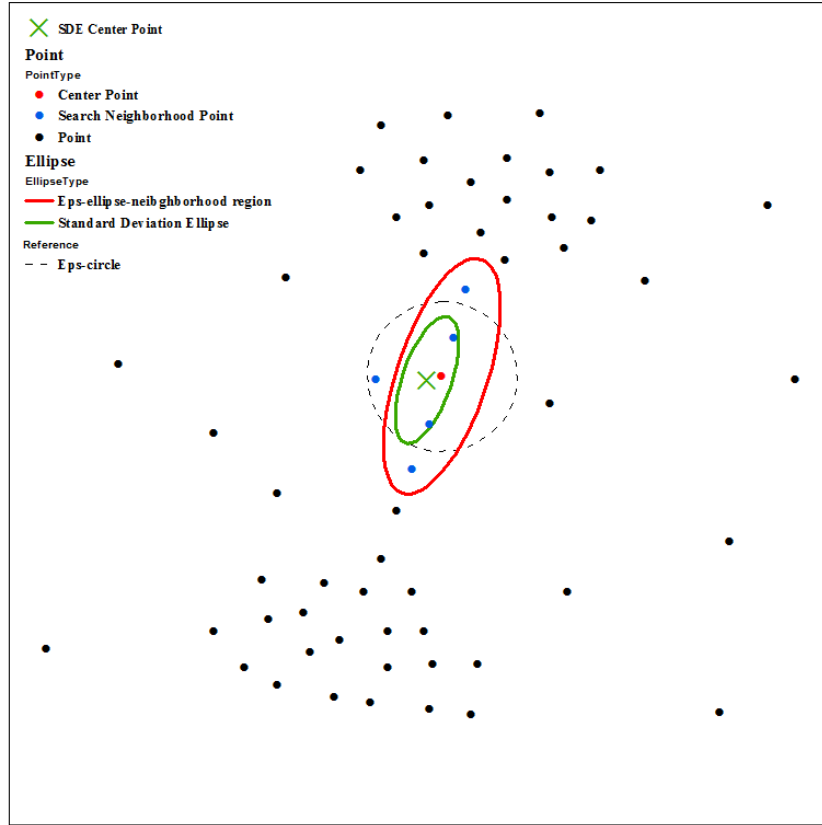 SDE Center Point
Point
PointType
Center Point
Search Neighborhood Point
Point
Ellipse
EllipseType
Eps-ellipse-neibghborhood region
Standard Deviation Ellipse
Reference
Eps-circle